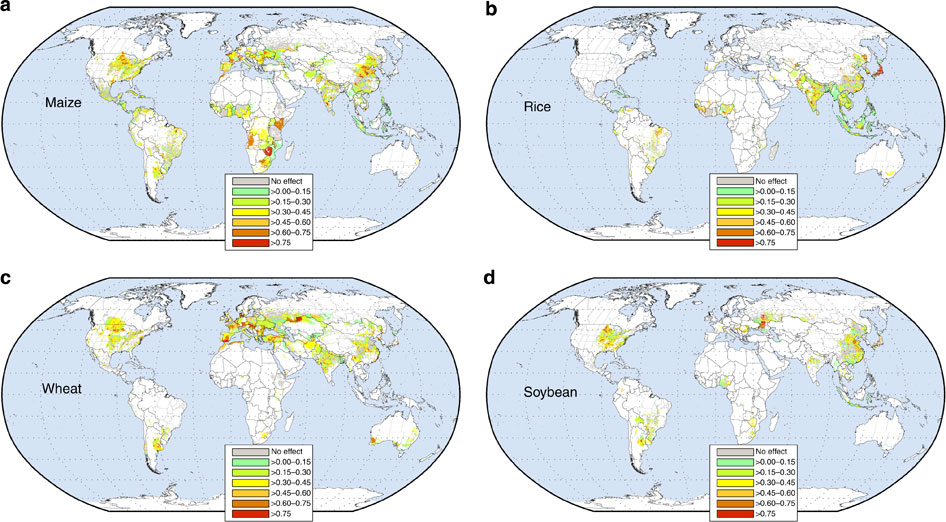 a
Maize
No effect
>0.00–0.15
>0.15–0.30
>0.30–0.45
>0.45–0.60
>0.60–0.75
>0.75
b
Rice
No effect
>0.00–0.15
>0.15–0.30
>0.30–0.45
>0.45–0.60
>0.60–0.75
>0.75
c
Wheat
No effect
>0.00–0.15
>0.15–0.30
>0.30–0.45
>0.45–0.60
>0.60–0.75
>0.75
d
Soybean
No effect
>0.00–0.15
>0.15–0.30
>0.30–0.45
>0.45–0.60
>0.60–0.75
>0.75